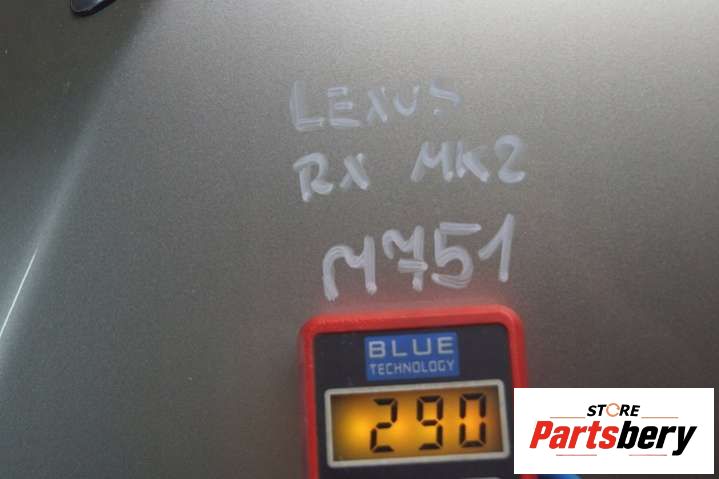 LEXUS
RX MK2
M751
BLUE
TECHNOLOGY
290
STORE
Partsbery